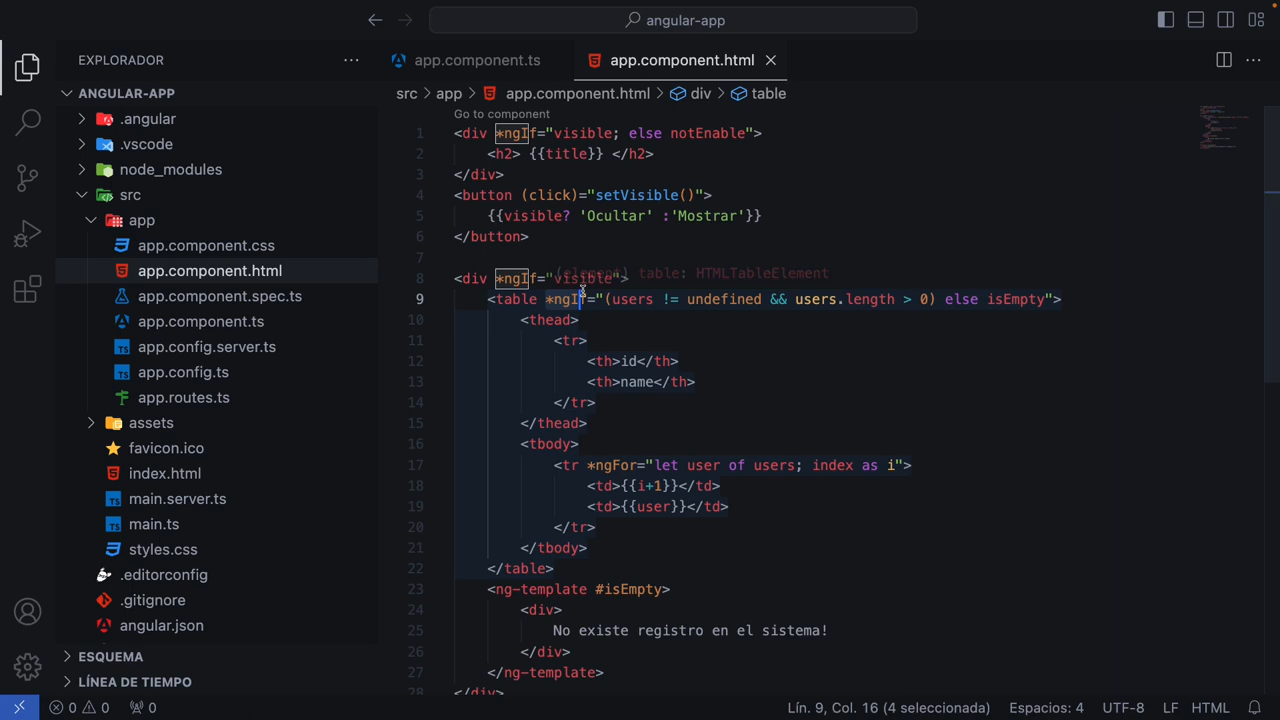 angular-app
EXPLORADOR
app.component.ts
app.component.html
ANGULAR-APP
src
app
app.component.html
div
table
.angular
.vscode
node_modules
src
app
app.component.css
app.component.html
app.component.spec.ts
app.component.ts
app.config.server.ts
app.config.ts
app.routes.ts
assets
favicon.ico
index.html
main.server.ts
main.ts
styles.css
.editorconfig
.gitignore
angular.json
ESQUEMA
LÍNEA DE TIEMPO
Go to component
1 <div *ngIf="visible; else notEnable">
2 <h2> {{title}} </h2>
3 </div>
4 <button (click)="setVisible()">
5 {{visible? 'Ocultar' :'Mostrar'}}
6 </button>
7
(element) table: HTMLTableElement
8 <div *ngIf="visible">
9 <table *ngIf="(users != undefined && users.length > 0) else isEmpty">
10 <thead>
11 <tr>
12 <th>id</th>
13 <th>name</th>
14 </tr>
15 </thead>
16 <tbody>
17 <tr *ngFor="let user of users; index as i">
18 <td>{{i+1}}</td>
19 <td>{{user}}</td>
20 </tr>
21 </tbody>
22 </table>
23 <ng-template #isEmpty>
24 <div>
25 No existe registro en el sistema!
26 </div>
27 </ng-template>
28 </div>
0 0 0 Lín. 9, Col. 16 (4 seleccionada) Espacios: 4 UTF-8 LF HTML